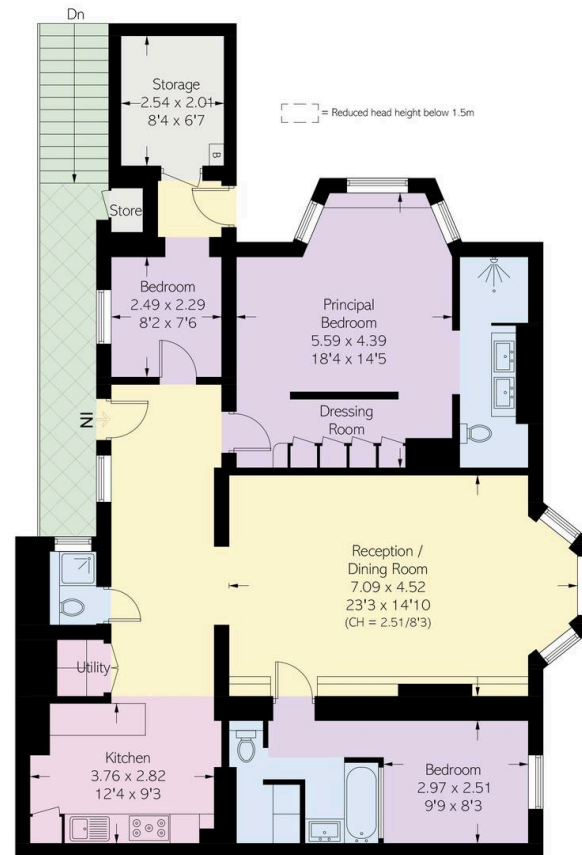 Dn
Storage
2.54 x 2.01
8'4 x 6'7
= Reduced head height below 1.5m
B
Store
Bedroom
2.49 x 2.29
8'2 x 7'6
Principal
Bedroom
5.59 x 4.39
18'4 x 14'5
Dressing
Room
IN
Reception /
Dining Room
7.09 x 4.52
23'3 x 14'10
(CH = 2.51/8'3)
Utility
Kitchen
3.76 x 2.82
12'4 x 9'3
Bedroom
2.97 x 2.51
9'9 x 8'3